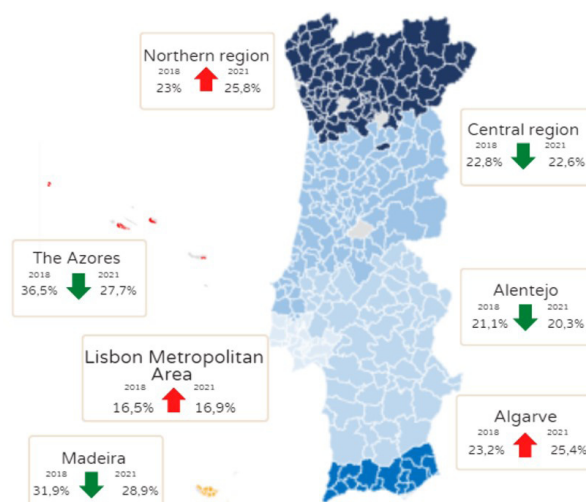 Northern region
2018 2021
23% 25,8%
Central region
2018 2021
22,8% 22,6%
The Azores
2018 2021
36,5% 27,7%
Alentejo
2018 2021
21,1% 20,3%
Lisbon Metropolitan
Area
2018 2021
16,5% 16,9%
Algarve
2018 2021
23,2% 25,4%
Madeira
2018 2021
31,9% 28,9%